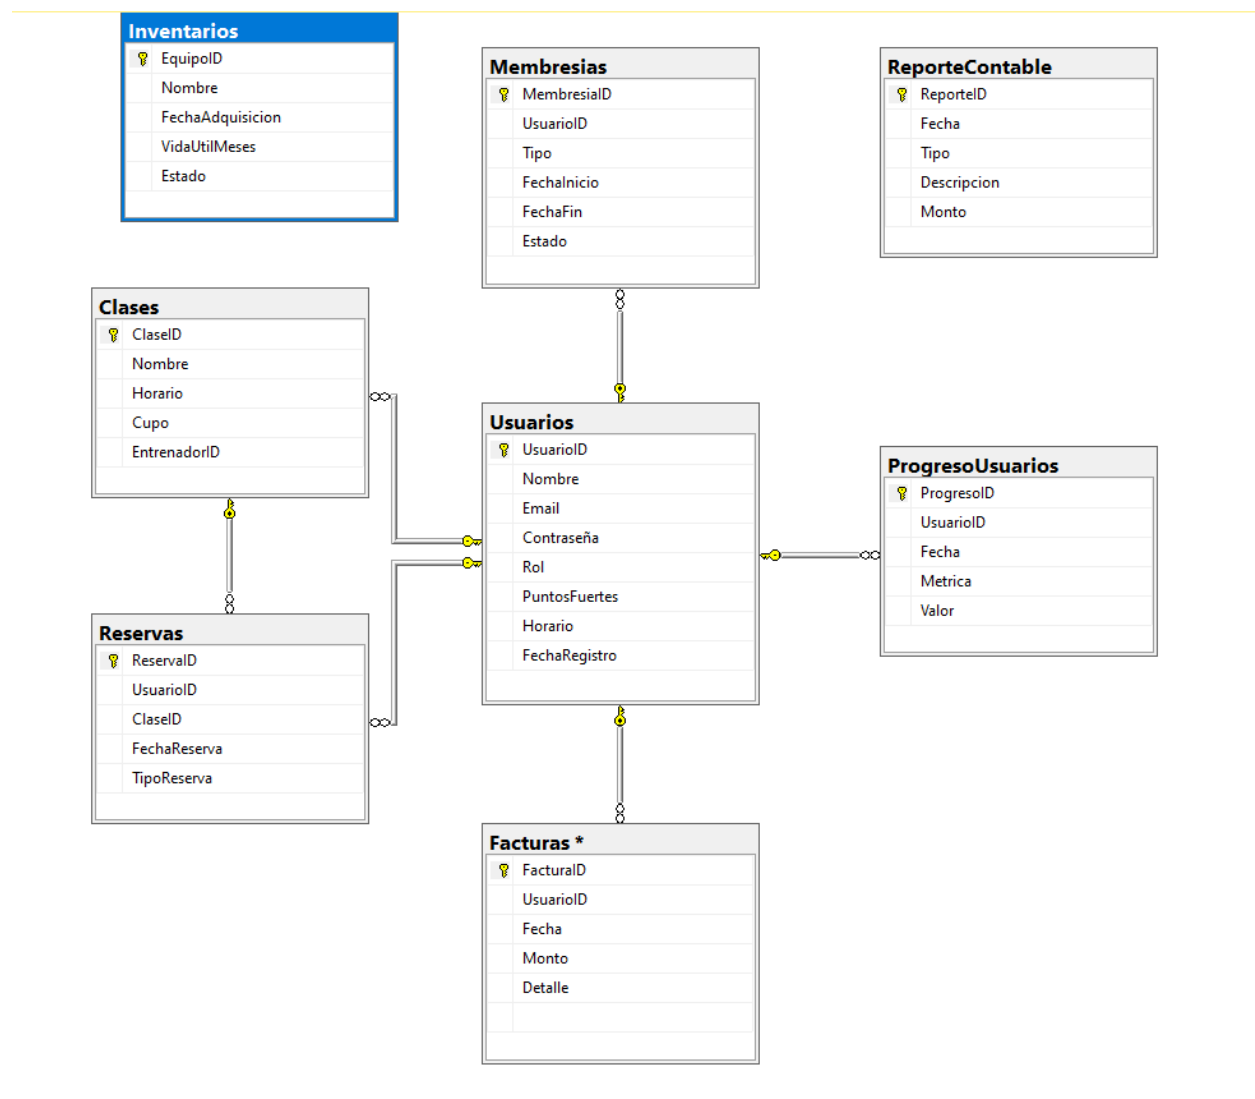 Inventarios
EquipoID
Nombre
FechaAdquisicion
VidaUtilMeses
Estado
Membresias
MembresiaID
UsuarioID
Tipo
FechaInicio
FechaFin
Estado
ReporteContable
ReporteID
Fecha
Tipo
Descripcion
Monto
Clases
ClaseID
Nombre
Horario
Cupo
EntrenadorID
Usuarios
UsuarioID
Nombre
Email
Contraseña
Rol
PuntosFuertes
Horario
FechaRegistro
ProgresoUsuarios
ProgresoID
UsuarioID
Fecha
Metrica
Valor
Reservas
ReservaID
UsuarioID
ClaseID
FechaReserva
TipoReserva
Facturas *
FacturaID
UsuarioID
Fecha
Monto
Detalle